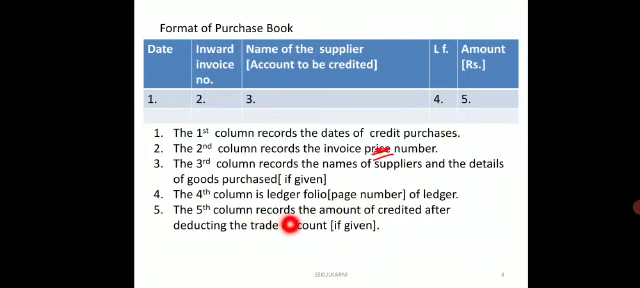 Format of Purchase Book
Date Inward invoice no. Name of the supplier [Account to be credited] L f. Amount [Rs.]
1. 2. 3. 4. 5.
1. The 1st column records the dates of credit purchases.
2. The 2nd column records the invoice price number.
3. The 3rd column records the names of suppliers and the details
of goods purchased[ if given]
4. The 4th column is ledger folio[page number] of ledger.
5. The 5th column records the amount of credited after
deducting the trade count [if given].
SSKULKARNI 4